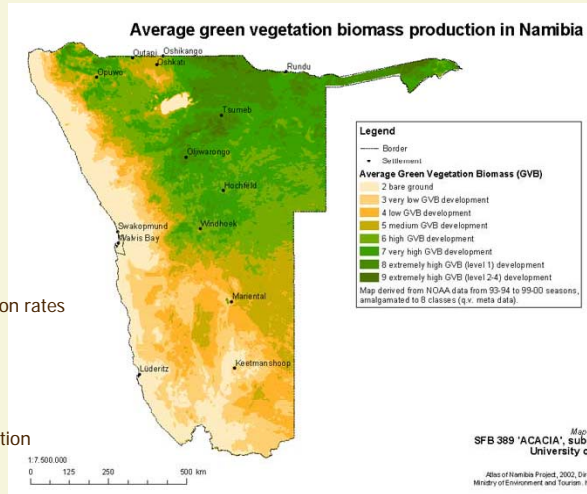 Average green vegetation biomass production in Namibia
Oshikango
Outapi
Oshkati
Rundu
Opuwo
Tsumeb
Otjiwarongo
Hochfeld
Windhoek
Swakopmund
Walvis Bay
Mariental
Keetmanshoop
Lüderitz
Legend
Border
Settlement
Average Green Vegetation Biomass (GVB)
2 bare ground
3 very low GVB development
4 low GVB development
5 medium GVB development
6 high GVB development
7 very high GVB development
8 extremely high GVB (level 1) development
9 extremely high GVB (level 2-4) development
Map derived from NOAA data from 93-94 to 99-00 seasons,
amalgamated to 8 classes (q.v. meta data).
on rates
tion
1:7.500.000
0 125 250 500 km
Map
SFB 389 'ACACIA', sub
University o
Atlas of Namibia Project, 2002, Dir
Ministry of Environment and Tourism